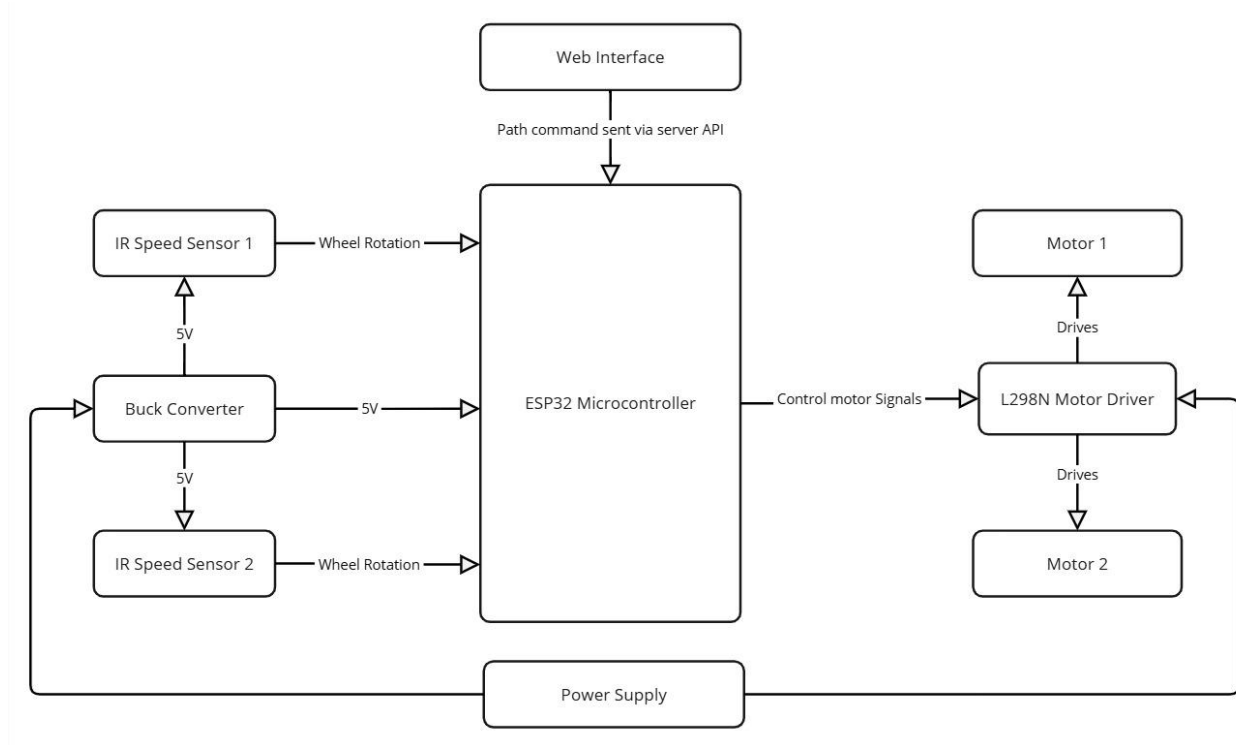 Web Interface
Path command sent via server API
IR Speed Sensor 1
Wheel Rotation
Motor 1
5V
Drives
Buck Converter
5V
ESP32 Microcontroller
Control motor Signals
L298N Motor Driver
5V
Drives
IR Speed Sensor 2
Wheel Rotation
Motor 2
Power Supply